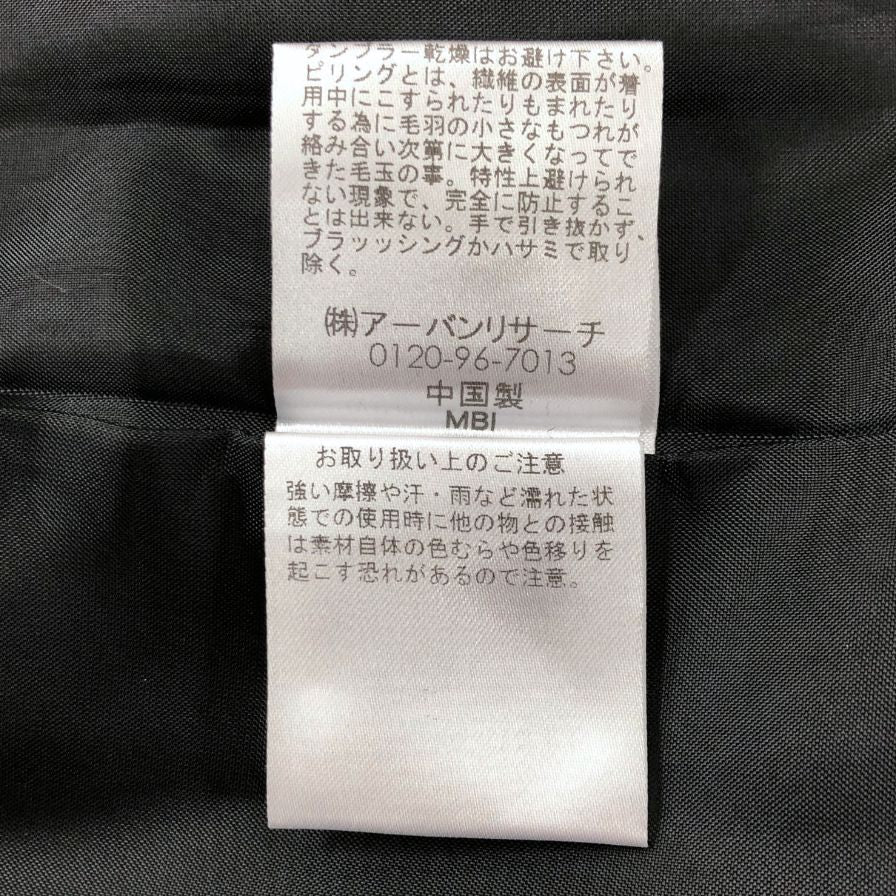 タンブラー乾燥はお避け下さい。
ピリングとは、繊維の表面が着
用中にこすられたりもまれたり
する為に毛羽の小さなもつれが
絡み合い次第に大きくなってで
きた毛玉の事。特性上避けられ
ない現象で、完全に防止するこ
とは出来ない。手で引き抜かず、
ブラッッシングかハサミで取り
除く。
㈱アーバンリサーチ
0120-96-7013
中国製
MBI
お取り扱い上のご注意
強い摩擦や汗・雨など濡れた状
態での使用時に他の物との接触
は素材自体の色むらや色移りを
起こす恐れがあるので注意。